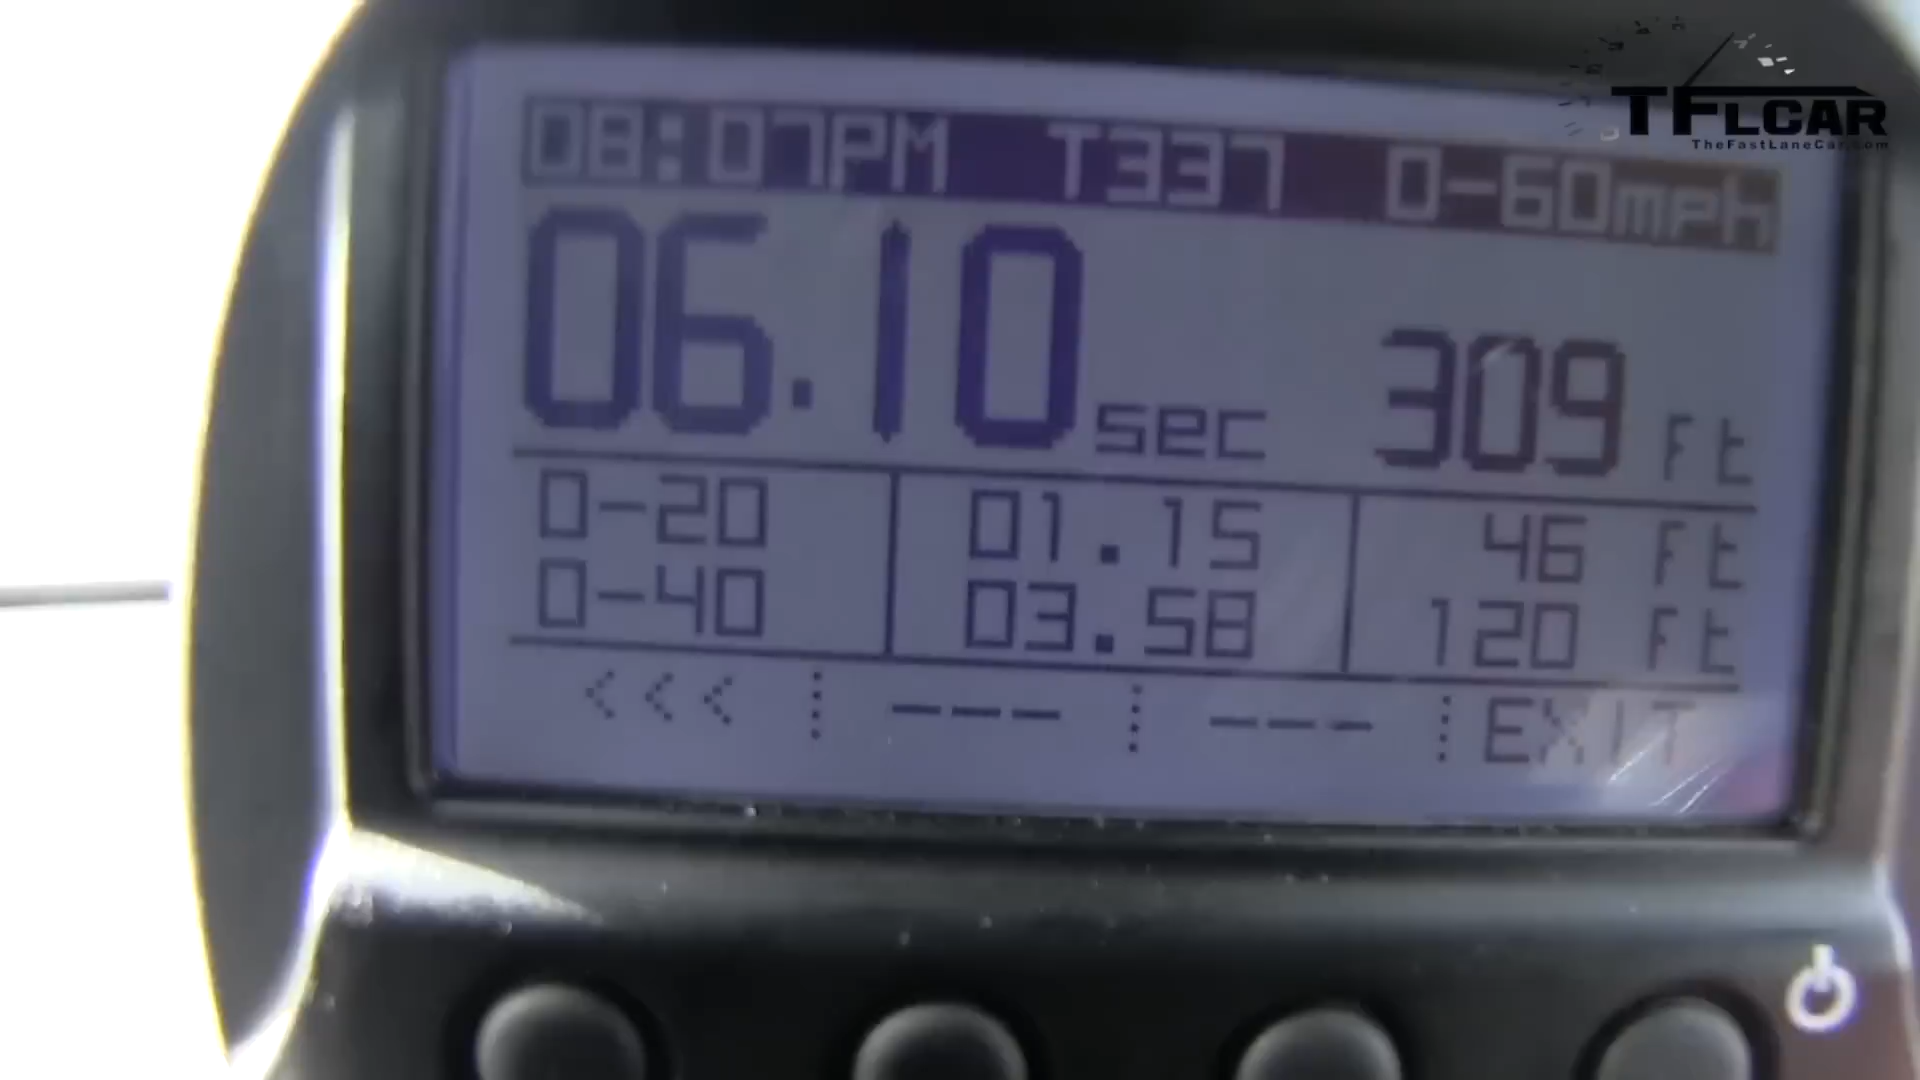 TFLCAR
TheFastLaneCar.com
08:07PM T337 0-60mph
06.10 sec 309 ft
0-20 01.15 46 ft
0-40 03.58 120 ft
<<< --- --- EXIT